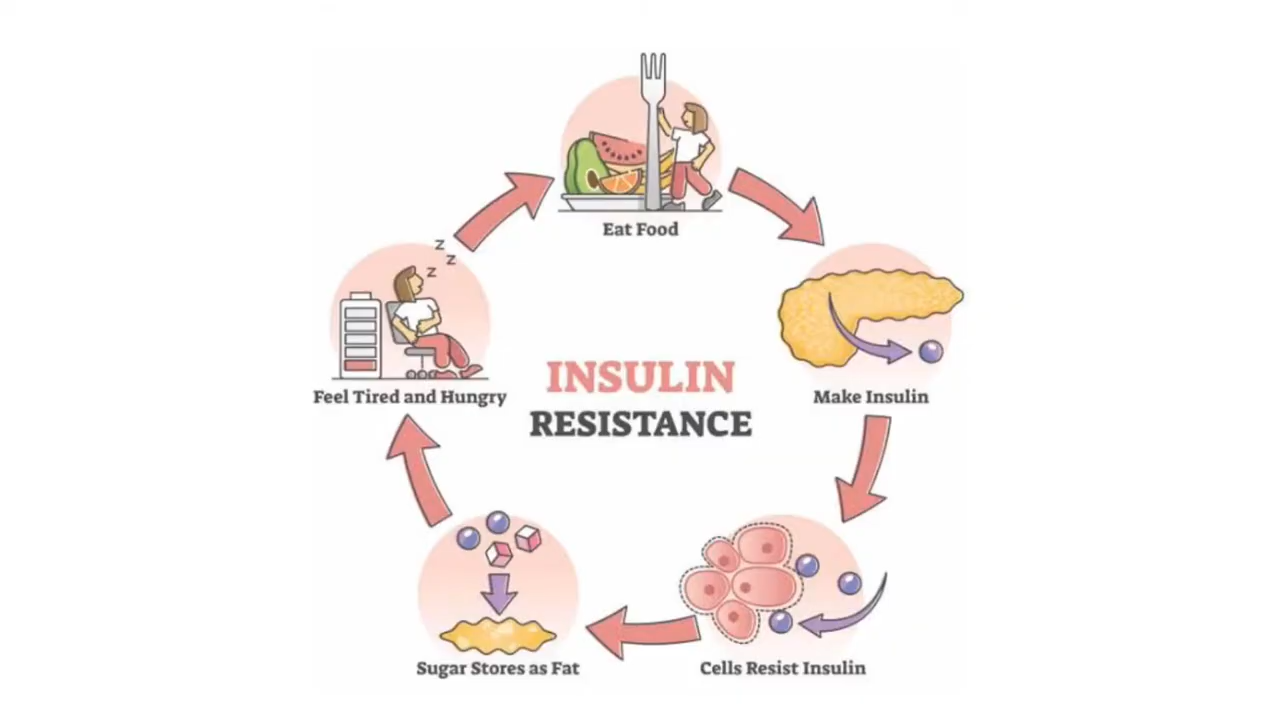 Eat Food
Make Insulin
Cells Resist Insulin
Sugar Stores as Fat
Feel Tired and Hungry
z
z
z
INSULIN
RESISTANCE